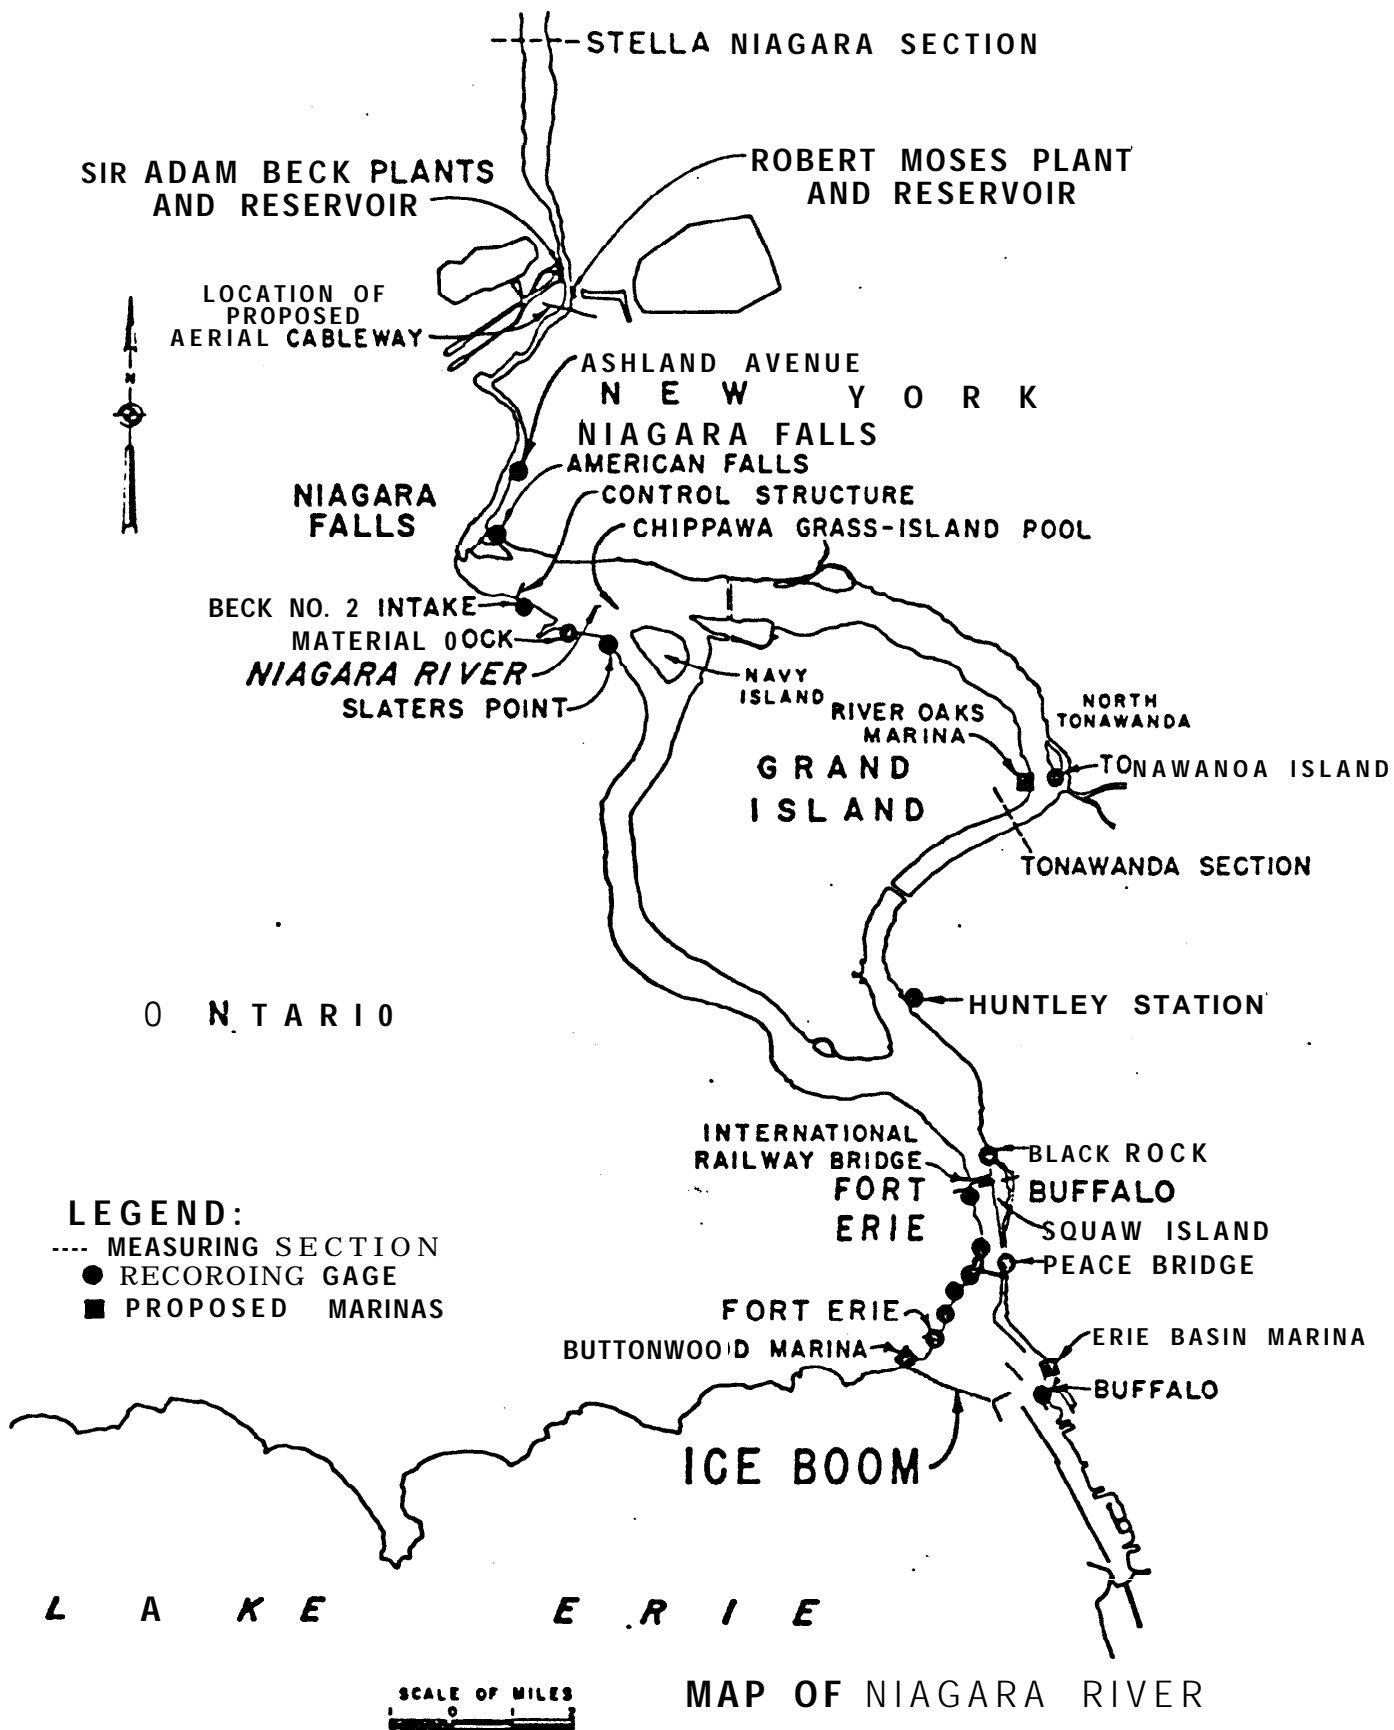 STELLA NIAGARA SECTION
SIR ADAM BECK PLANTS
AND RESERVOIR
ROBERT MOSES PLANT
AND RESERVOIR
LOCATION OF
PROPOSED
AERIAL CABLEWAY
N
ASHLAND AVENUE
NEW YORK
NIAGARA FALLS
AMERICAN FALLS
NIAGARA
FALLS
CONTROL STRUCTURE
CHIPPAWA GRASS-ISLAND POOL
BECK NO. 2 INTAKE
MATERIAL 0OCK
NIAGARA RIVER
SLATERS POINT
NAVY
ISLAND
RIVER OAKS
MARINA
NORTH
TONAWANDA
GRAND
ISLAND
TONAWANOA ISLAND
TONAWANDA SECTION
HUNTLEY STATION
ONTARIO
INTERNATIONAL
RAILWAY BRIDGE
BLACK ROCK
FORT
ERIE
BUFFALO
SQUAW ISLAND
PEACE BRIDGE
LEGEND:
---- MEASURING SECTION
RECOROING GAGE
PROPOSED MARINAS
FORT ERIE
BUTTONWOOD MARINA
ERIE BASIN MARINA
BUFFALO
ICE BOOM
LAKE ERIE
SCALE OF MILES
1 0 1 2
MAP OF NIAGARA RIVER